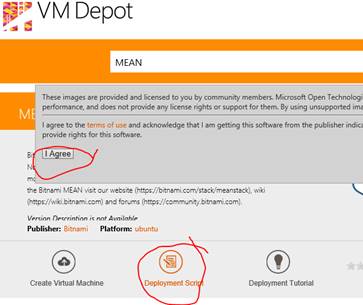 VM Depot
MEAN
These images are provided and licensed to you by community members. Microsoft Open Technologi
performance, and does not provide any license rights or support for them. By using unsupported ima
I agree to the terms of use and acknowledge that I am getting this software from the publisher indica
provide rights for this software.
ME
I Agree
Bit
No
mo
the Bitnami MEAN visit our website (https://bitnami.com/stack/meanstack), wiki
(https://wiki.bitnami.com) and forums (https://community.bitnami.com).
Version Description is not Available
Publisher: Bitnami Platform: ubuntu
Create Virtual Machine
Deployment Script
Deployment Tutorial